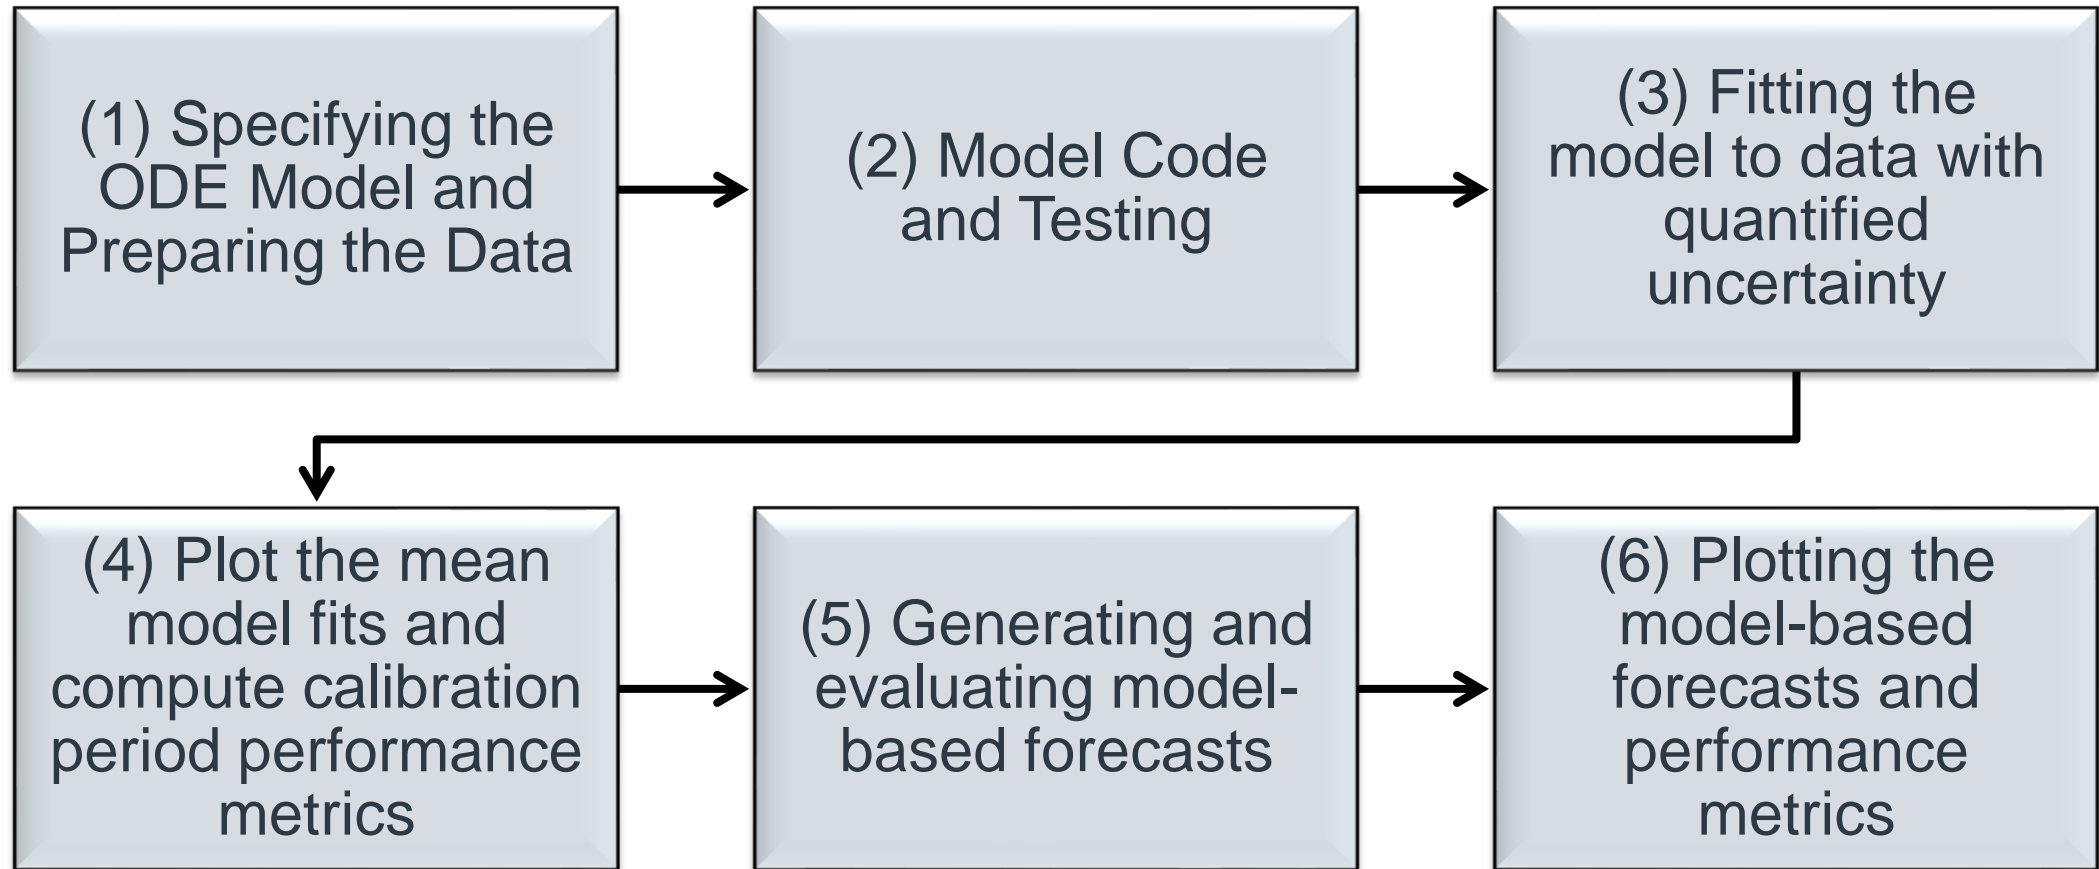 (1) Specifying the
ODE Model and
Preparing the Data
(2) Model Code
and Testing
(3) Fitting the
model to data with
quantified
uncertainty
(4) Plot the mean
model fits and
compute calibration
period performance
metrics
(5) Generating and
evaluating model-
based forecasts
(6) Plotting the
model-based
forecasts and
performance
metrics